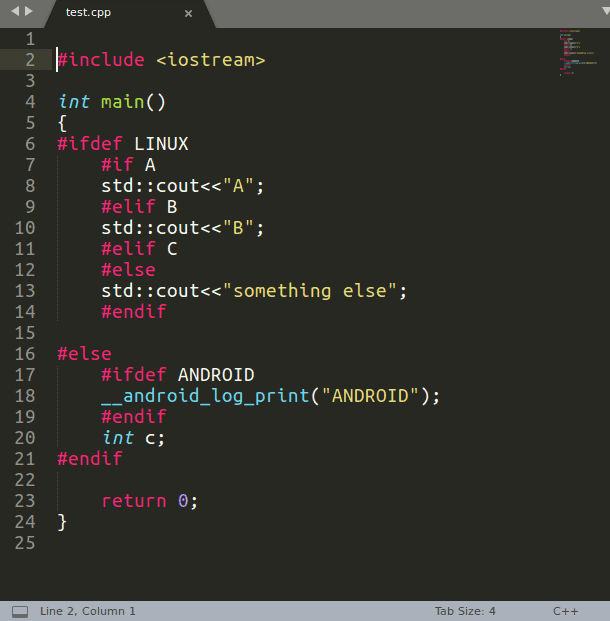 test.cpp ×
1
2 #include <iostream>
3
4 int main()
5 {
6 #ifdef LINUX
7     #if A
8     std::cout<<"A";
9     #elif B
10     std::cout<<"B";
11     #elif C
12     #else
13     std::cout<<"something else";
14     #endif
15
16 #else
17     #ifdef ANDROID
18     __android_log_print("ANDROID");
19     #endif
20     int c;
21 #endif
22
23     return 0;
24 }
25
Line 2, Column 1 Tab Size: 4 C++